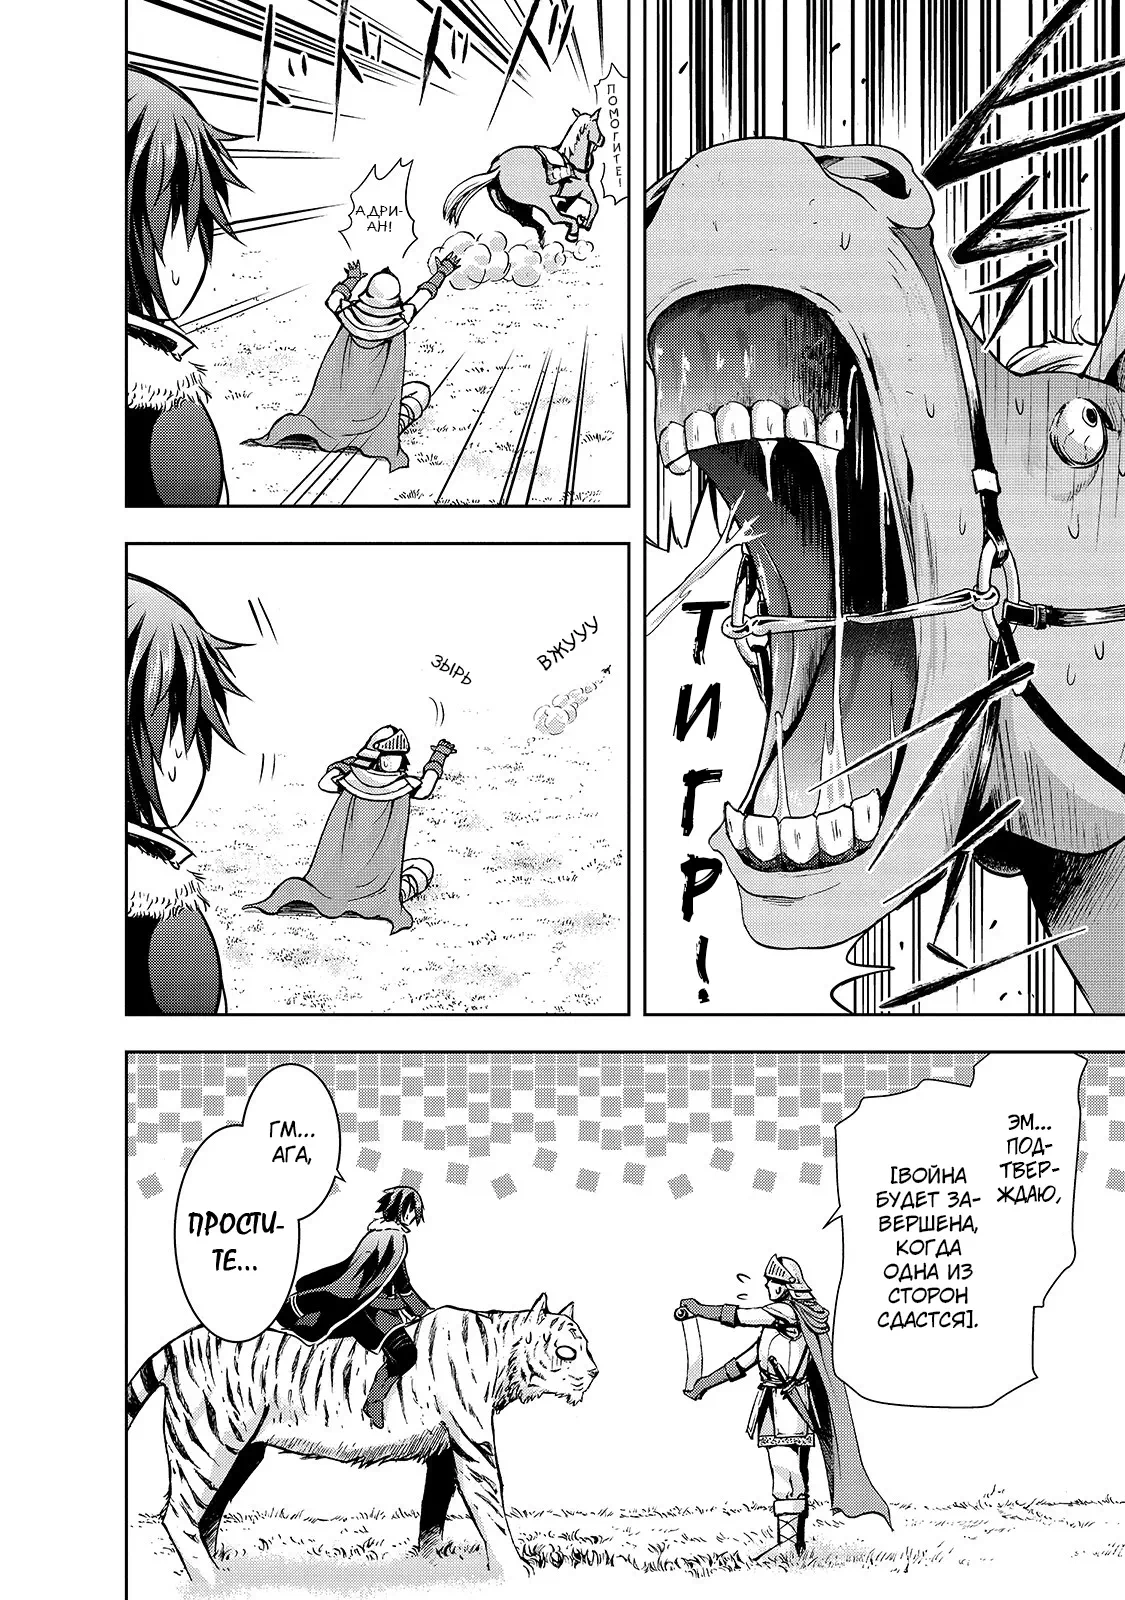 ТИГР!
ПОМОГИТЕ!
АДРИ-
АН!
ВЖУУУ
ЗЫРЬ
ЭМ...
ПОД-
ТВЕР-
ЖДАЮ,
[ВОЙНА
БУДЕТ ЗА-
ВЕРШЕНА,
КОГДА
ОДНА ИЗ
СТОРОН
СДАСТСЯ].
ГМ...
АГА,
ПРОСТИ-
ТЕ...